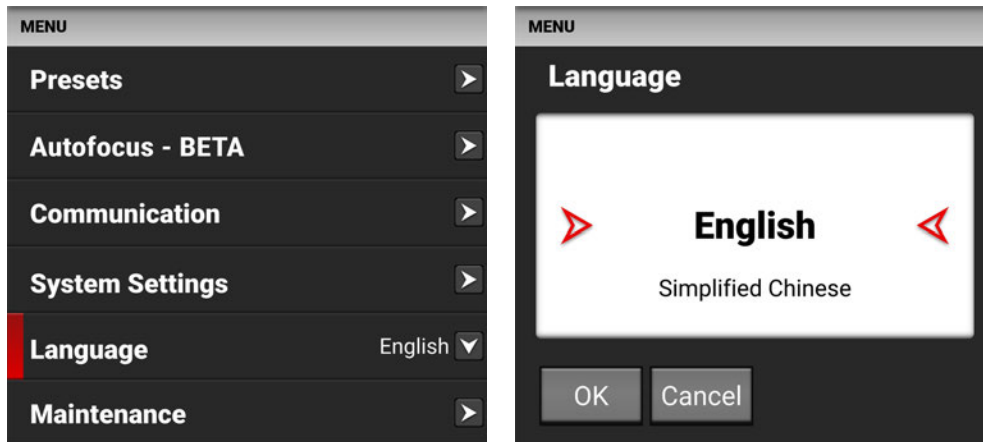 MENU
Presets
Autofocus - BETA
Communication
System Settings
Language English
Maintenance
MENU
Language
English
Simplified Chinese
OK Cancel